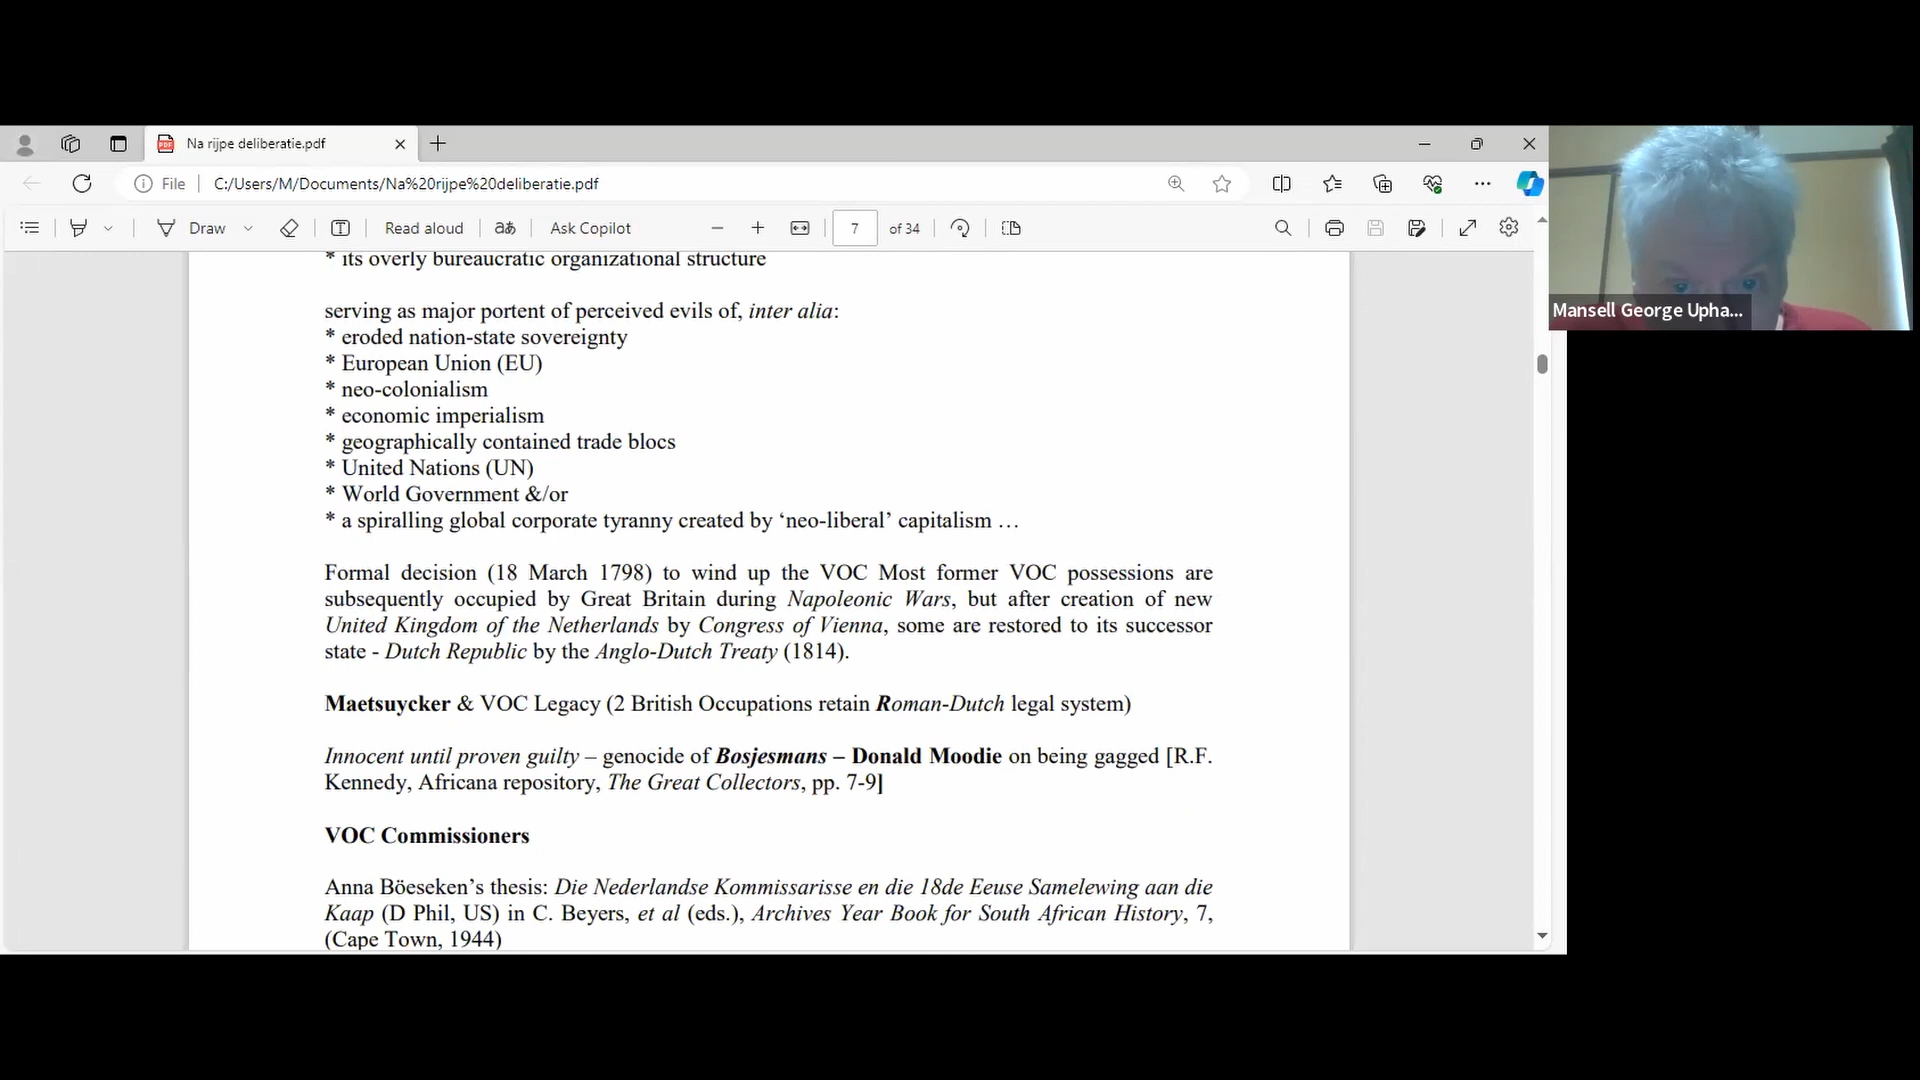 Na rijpe deliberatie.pdf
File
C:/Users/M/Documents/Na%20rijpe%20deliberatie.pdf
Draw
Read aloud
aあ
Ask Copilot
7 of 34
* its overly bureaucratic organizational structure
serving as major portent of perceived evils of, inter alia:
* eroded nation-state sovereignty
* European Union (EU)
* neo-colonialism
* economic imperialism
* geographically contained trade blocs
* United Nations (UN)
* World Government &/or
* a spiralling global corporate tyranny created by ‘neo-liberal’ capitalism …
Formal decision (18 March 1798) to wind up the VOC Most former VOC possessions are
subsequently occupied by Great Britain during Napoleonic Wars, but after creation of new
United Kingdom of the Netherlands by Congress of Vienna, some are restored to its successor
state - Dutch Republic by the Anglo-Dutch Treaty (1814).
Maetsuycker & VOC Legacy (2 British Occupations retain Roman-Dutch legal system)
Innocent until proven guilty – genocide of Bosjesmans – Donald Moodie on being gagged [R.F.
Kennedy, Africana repository, The Great Collectors, pp. 7-9]
VOC Commissioners
Anna Böeseken’s thesis: Die Nederlandse Kommissarisse en die 18de Eeuse Samelewing aan die
Kaap (D Phil, US) in C. Beyers, et al (eds.), Archives Year Book for South African History, 7,
(Cape Town, 1944)
Mansell George Upha...